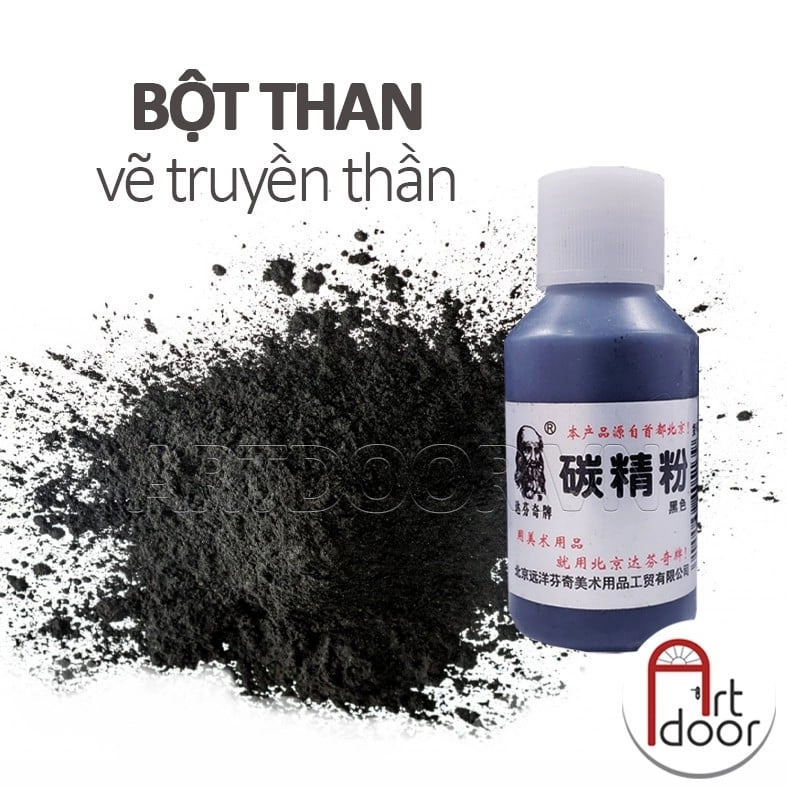 BỘT THAN
vẽ truyền thần
ARTDOOR.VN
®
本产品源自首都北京!
碳精粉
达芬奇牌
黑色
用美术用品
就用北京达芬奇牌!
北京远洋芬奇美术用品工贸有限公司
Art
door